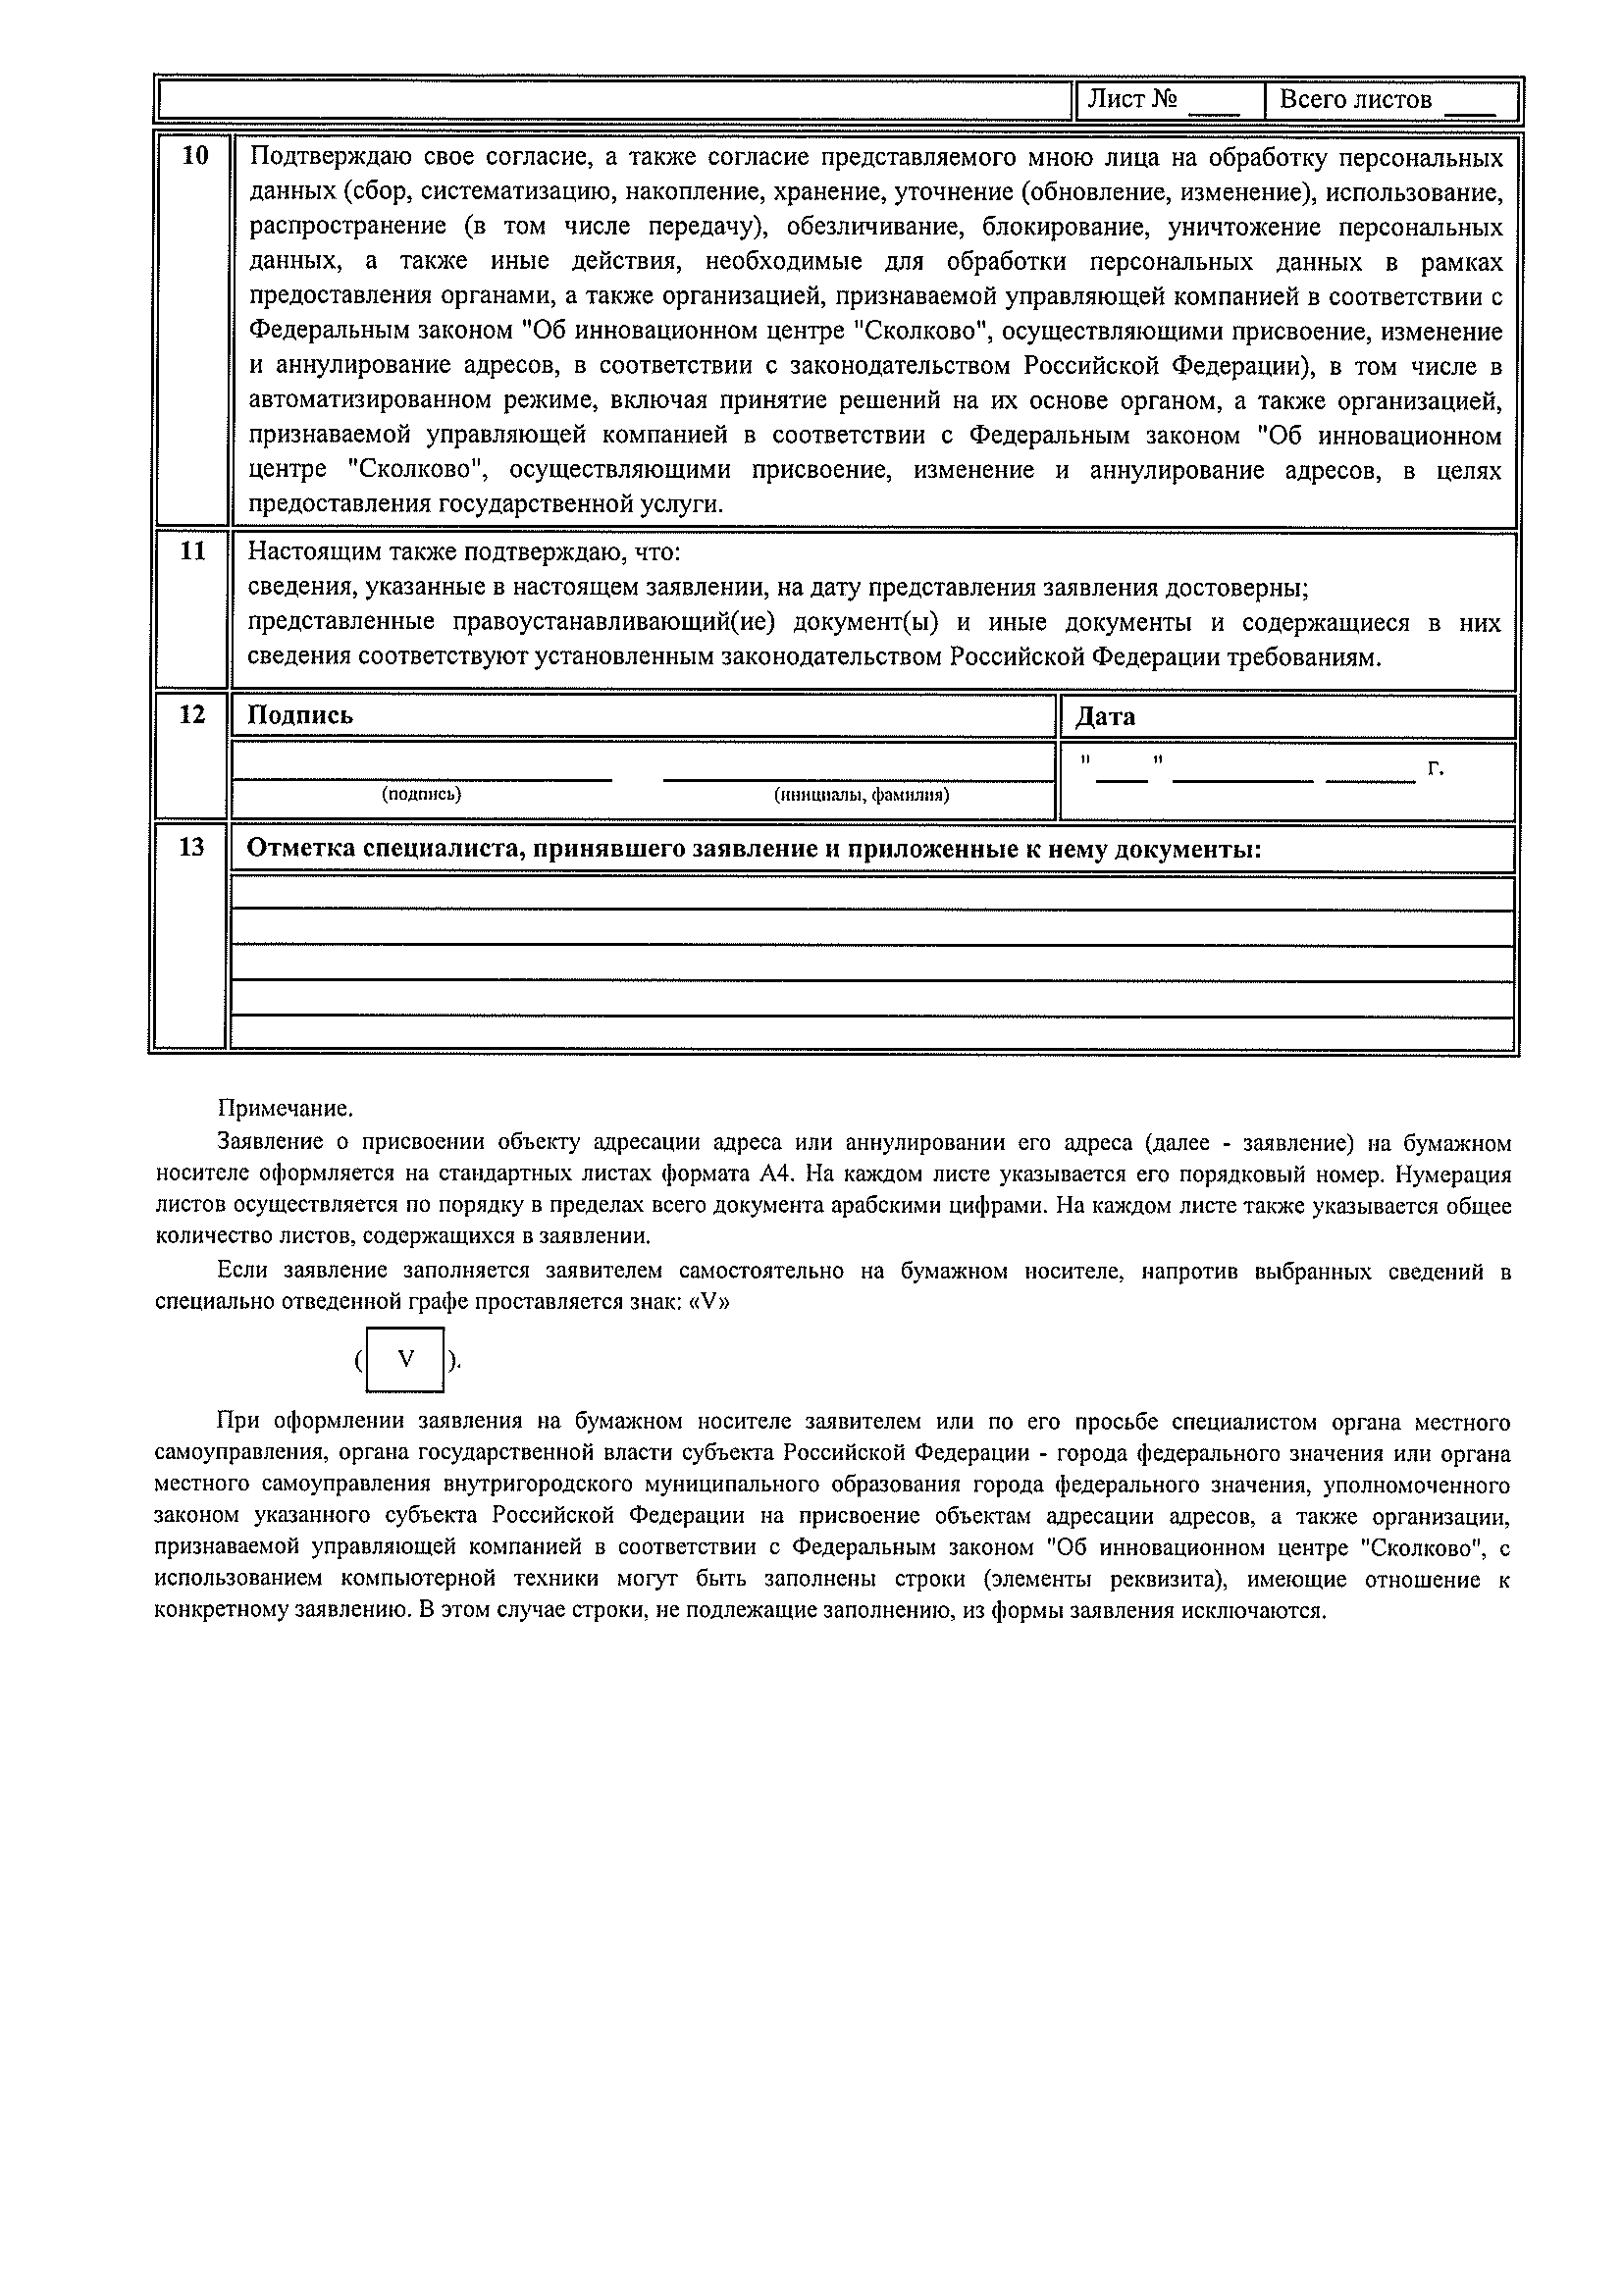 Лист № ____ Всего листов ____
10 Подтверждаю свое согласие, а также согласие представляемого мною лица на обработку персональных
данных (сбор, систематизацию, накопление, хранение, уточнение (обновление, изменение), использование,
распространение (в том числе передачу), обезличивание, блокирование, уничтожение персональных
данных, а также иные действия, необходимые для обработки персональных данных в рамках
предоставления органами, а также организацией, признаваемой управляющей компанией в соответствии с
Федеральным законом "Об инновационном центре "Сколково", осуществляющими присвоение, изменение
и аннулирование адресов, в соответствии с законодательством Российской Федерации), в том числе в
автоматизированном режиме, включая принятие решений на их основе органом, а также организацией,
признаваемой управляющей компанией в соответствии с Федеральным законом "Об инновационном
центре "Сколково", осуществляющими присвоение, изменение и аннулирование адресов, в целях
предоставления государственной услуги.
11 Настоящим также подтверждаю, что:
сведения, указанные в настоящем заявлении, на дату представления заявления достоверны;
представленные правоустанавливающий(ие) документ(ы) и иные документы и содержащиеся в них
сведения соответствуют установленным законодательством Российской Федерации требованиям.
12 Подпись Дата
"____" ___________ _______ г.
(подпись) (инициалы, фамилия)
13 Отметка специалиста, принявшего заявление и приложенные к нему документы:
Примечание.
Заявление о присвоении объекту адресации адреса или аннулировании его адреса (далее - заявление) на бумажном
носителе оформляется на стандартных листах формата А4. На каждом листе указывается его порядковый номер. Нумерация
листов осуществляется по порядку в пределах всего документа арабскими цифрами. На каждом листе также указывается общее
количество листов, содержащихся в заявлении.
Если заявление заполняется заявителем самостоятельно на бумажном носителе, напротив выбранных сведений в
специально отведенной графе проставляется знак: «V»
( V ).
При оформлении заявления на бумажном носителе заявителем или по его просьбе специалистом органа местного
самоуправления, органа государственной власти субъекта Российской Федерации - города федерального значения или органа
местного самоуправления внутригородского муниципального образования города федерального значения, уполномоченного
законом указанного субъекта Российской Федерации на присвоение объектам адресации адресов, а также организации,
признаваемой управляющей компанией в соответствии с Федеральным законом "Об инновационном центре "Сколково", с
использованием компьютерной техники могут быть заполнены строки (элементы реквизита), имеющие отношение к
конкретному заявлению. В этом случае строки, не подлежащие заполнению, из формы заявления исключаются.